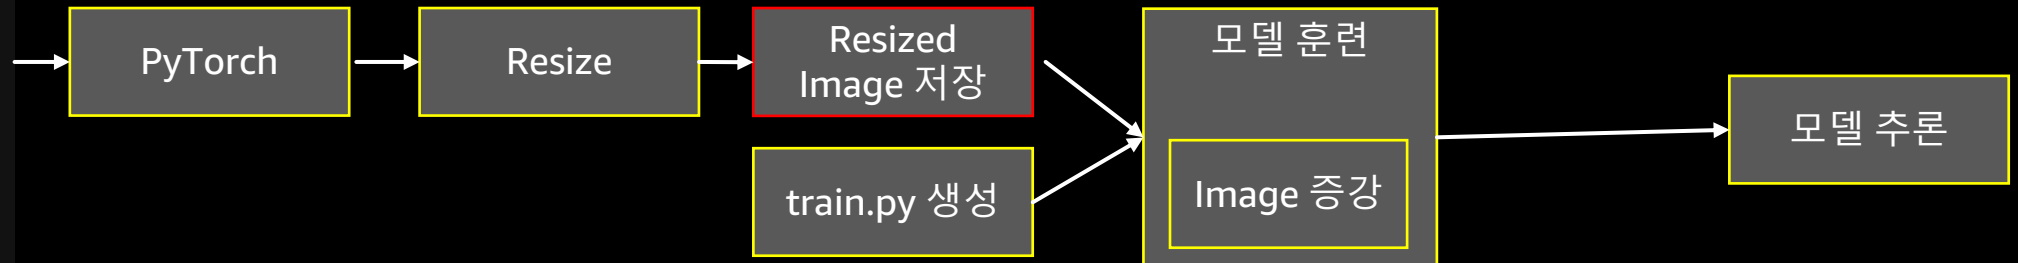 PyTorch
Resize
Resized
Image 저장
train.py 생성
모델 훈련
Image 증강
모델 추론